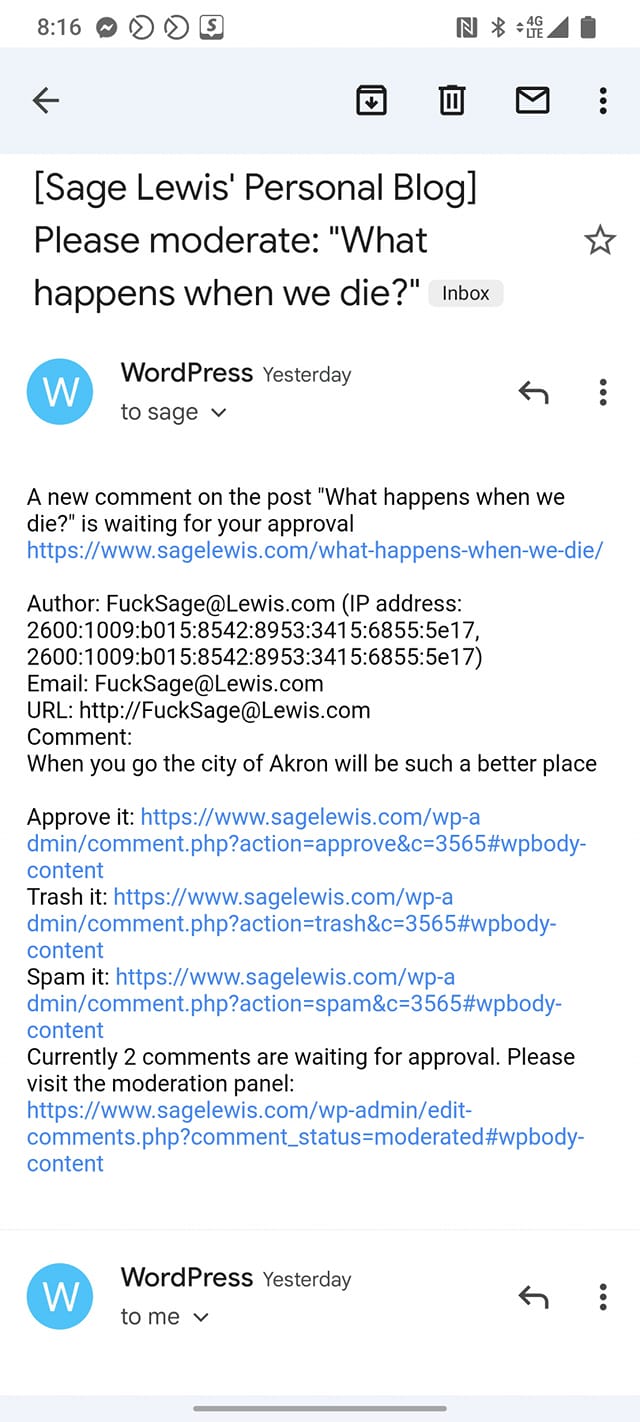 8:16
4G
LTE
[Sage Lewis' Personal Blog]
Please moderate: "What
happens when we die?" Inbox
W
WordPress Yesterday
to sage
A new comment on the post "What happens when we
die?" is waiting for your approval
https://www.sagelewis.com/what-happens-when-we-die/
Author: FuckSage@Lewis.com (IP address:
2600:1009:b015:8542:8953:3415:6855:5e17,
2600:1009:b015:8542:8953:3415:6855:5e17)
Email: FuckSage@Lewis.com
URL: http://FuckSage@Lewis.com
Comment:
When you go the city of Akron will be such a better place
Approve it: https://www.sagelewis.com/wp-a
dmin/comment.php?action=approve&c=3565#wpbody-
content
Trash it: https://www.sagelewis.com/wp-a
dmin/comment.php?action=trash&c=3565#wpbody-
content
Spam it: https://www.sagelewis.com/wp-a
dmin/comment.php?action=spam&c=3565#wpbody-
content
Currently 2 comments are waiting for approval. Please
visit the moderation panel:
https://www.sagelewis.com/wp-admin/edit-
comments.php?comment_status=moderated#wpbody-
content
W
WordPress Yesterday
to me